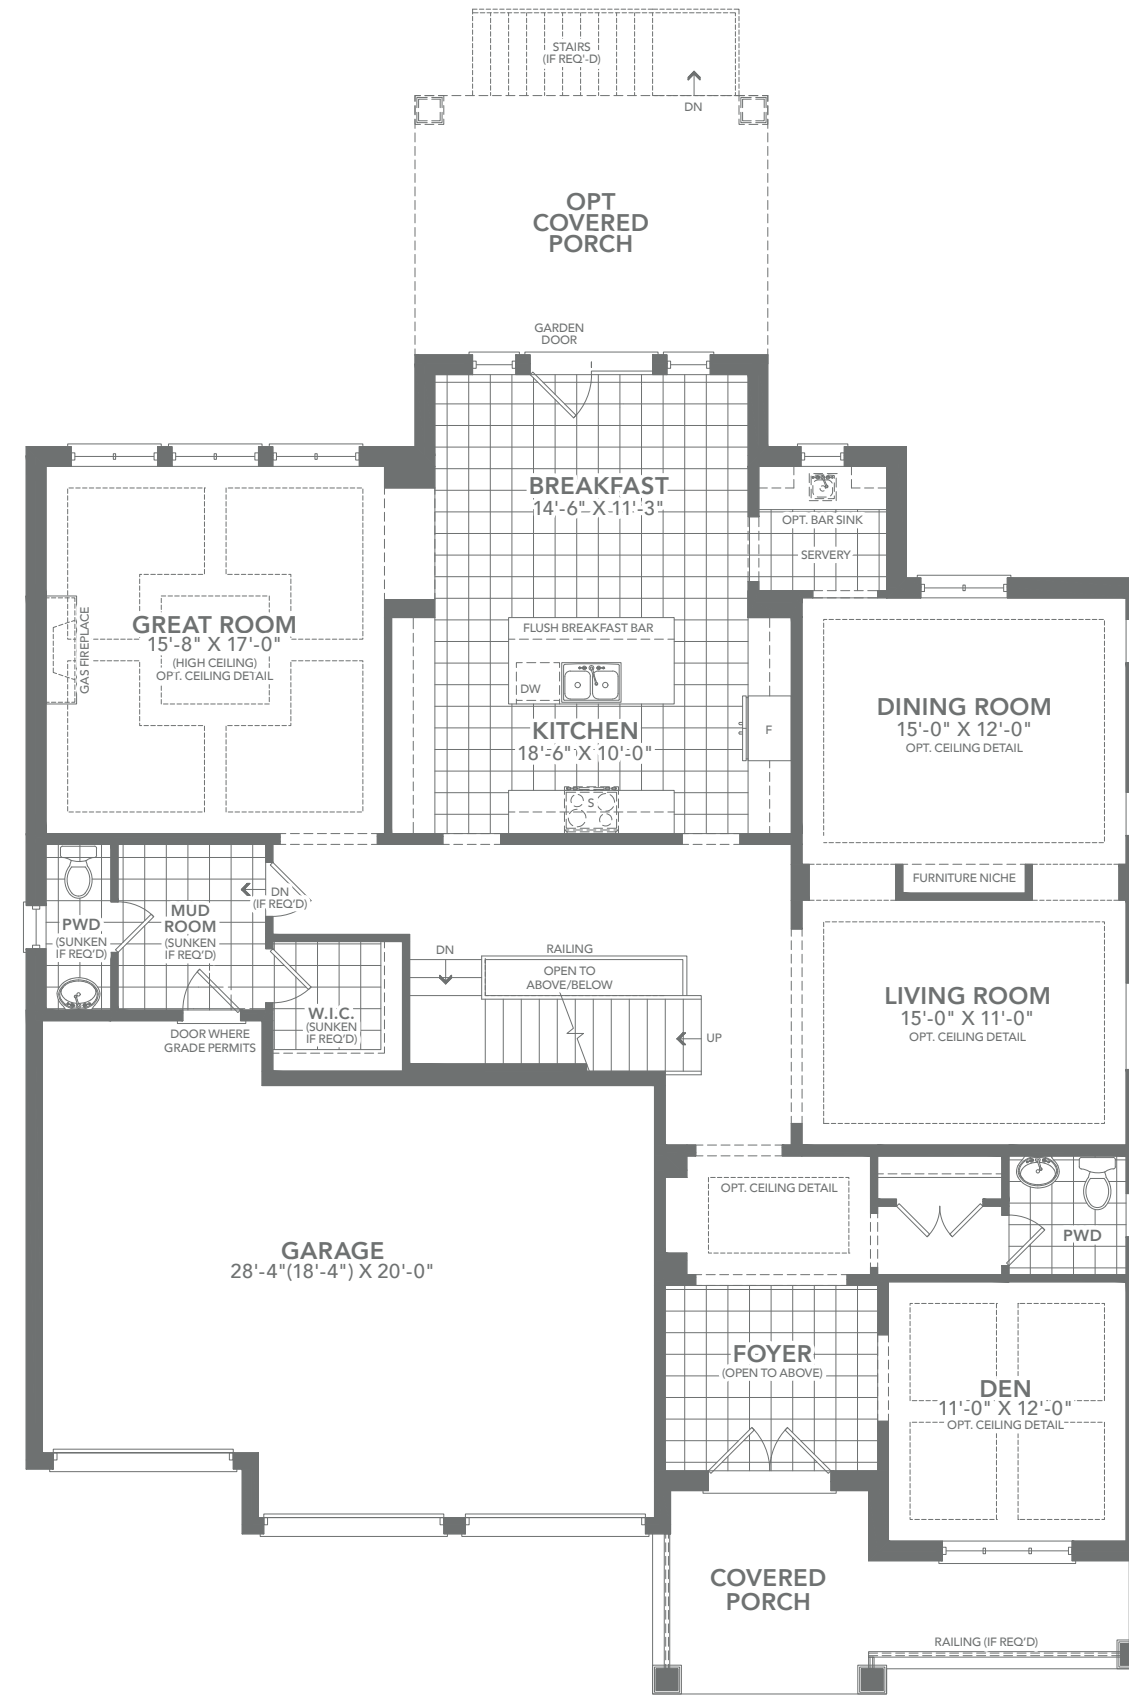 STAIRS
(IF REQ'-D)
DN
OPT
COVERED
PORCH
GARDEN
DOOR
BREAKFAST
14'-6" X 11'-3"
OPT. BAR SINK
SERVERY
GAS FIREPLACE
GREAT ROOM
15'-8" X 17'-0"
(HIGH CEILING)
OPT. CEILING DETAIL
FLUSH BREAKFAST BAR
DW
KITCHEN
18'-6" X 10'-0"
F
S
DINING ROOM
15'-0" X 12'-0"
OPT. CEILING DETAIL
FURNITURE NICHE
PWD
(SUNKEN
IF REQ'D)
MUD
ROOM
(SUNKEN
IF REQ'D)
DN
(IF REQ'D)
DN
RAILING
OPEN TO
ABOVE/BELOW
UP
W.I.C.
(SUNKEN
IF REQ'D)
DOOR WHERE
GRADE PERMITS
LIVING ROOM
15'-0" X 11'-0"
OPT. CEILING DETAIL
OPT. CEILING DETAIL
PWD
GARAGE
28'-4"(18'-4") X 20'-0"
FOYER
(OPEN TO ABOVE)
DEN
11'-0" X 12'-0"
OPT. CEILING DETAIL
COVERED
PORCH
RAILING (IF REQ'D)